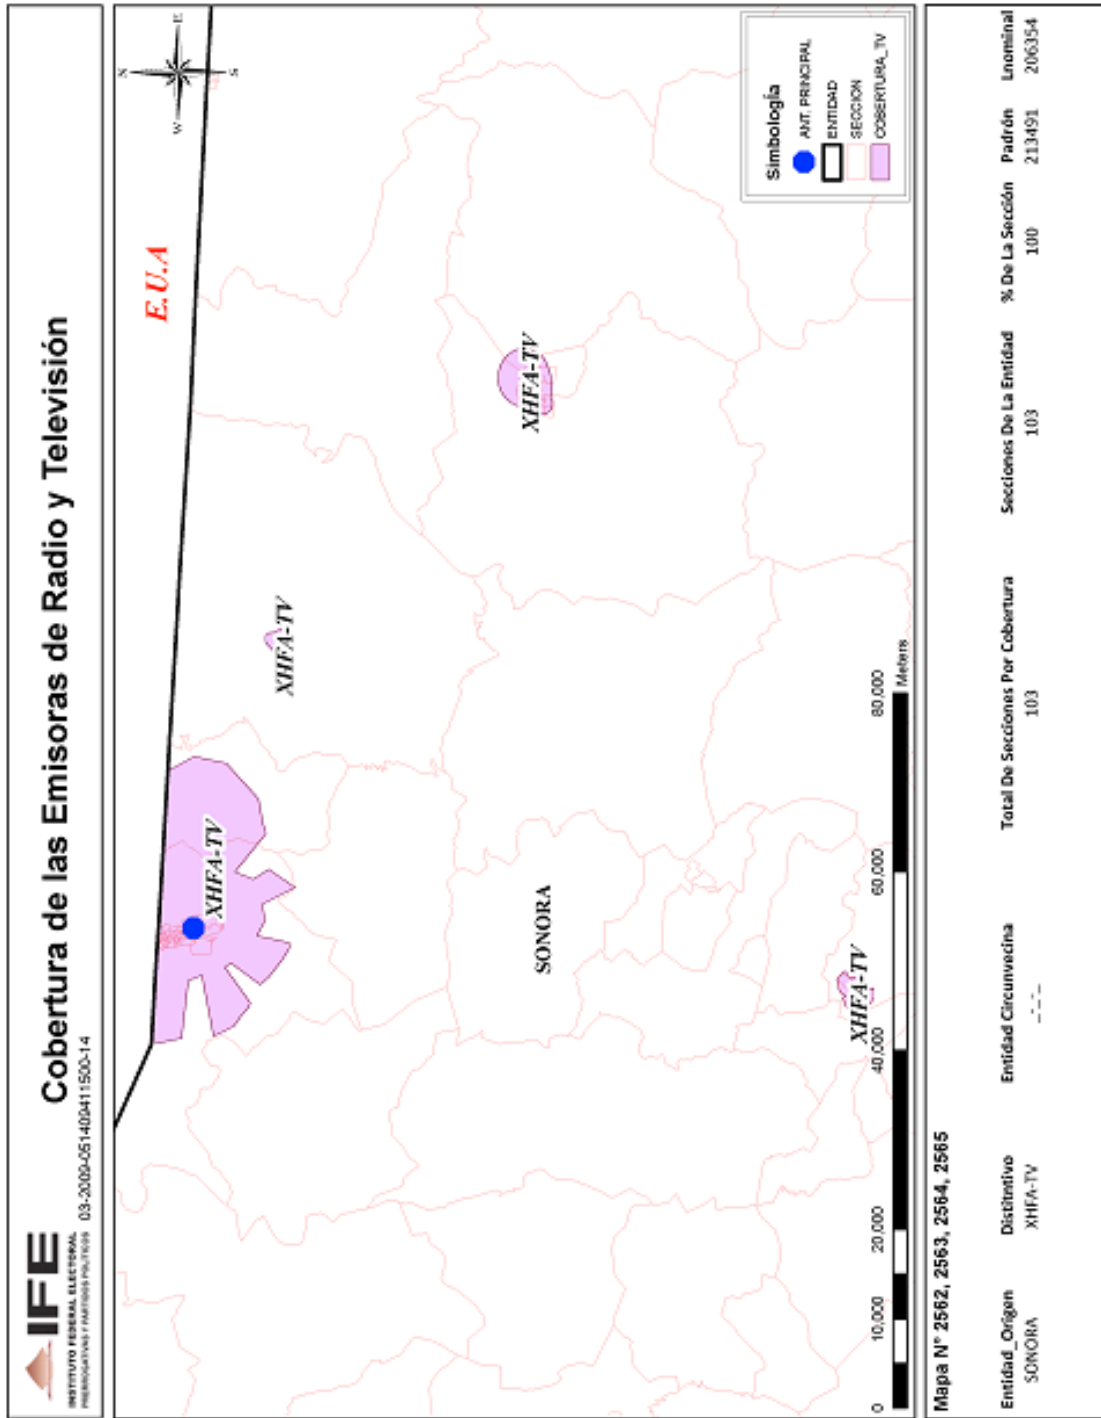 IFE
INSTITUTO FEDERAL ELECTORAL
PRERROGATIVAS Y PARTIDOS POLITICOS
03-2009-051409411500-14
Cobertura de las Emisoras de Radio y Televisión
E.U.A
N
W E
S
XHFA-TV
XHFA-TV
XHFA-TV
SONORA
XHFA-TV
Simbología
ANT. PRINCIPAL
ENTIDAD
SECCION
COBERTURA_TV
0 10,000 20,000 40,000 60,000 80,000
Meters
Mapa N° 2562, 2563, 2564, 2565
Entidad_Origen Distitntivo Entidad Circunvecina Total De Secciones Por Cobertura Secciones De La Entidad % De La Sección Padrón Lnominal
SONORA XHFA-TV _-_-_ 103 103 100 213491 206354